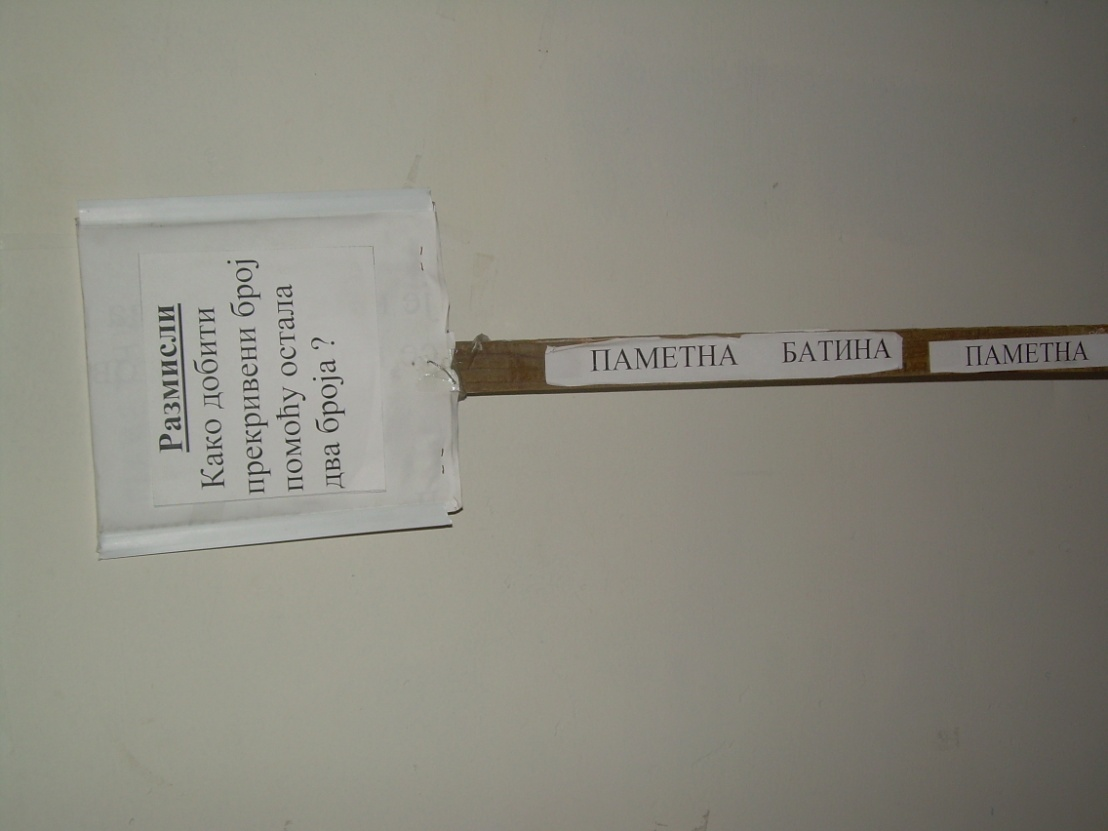 Размисли
Како добити
прекривени број
помоћу остала
два броја ?
ПАМЕТНА БАТИНА
ПАМЕТНА